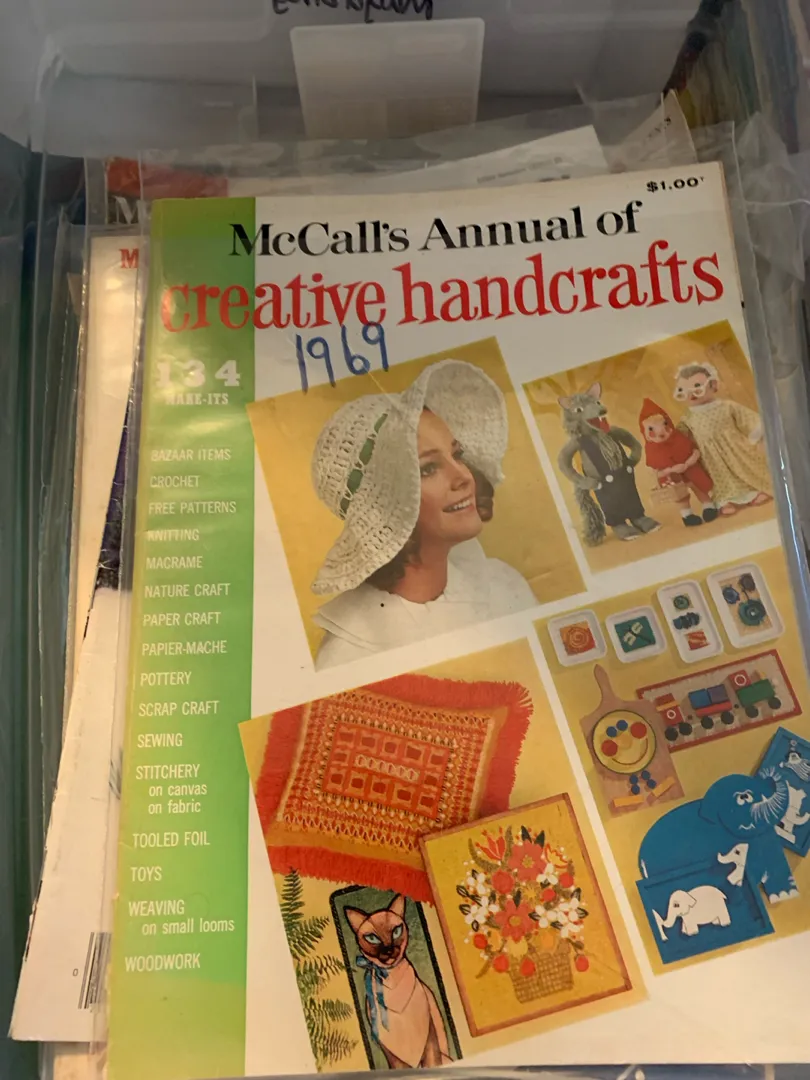 $1.00
McCall's Annual of
creative handcrafts
1969
134
MAKE-ITS
BAZAAR ITEMS
CROCHET
FREE PATTERNS
KNITTING
MACRAME
NATURE CRAFT
PAPER CRAFT
PAPIER-MACHE
POTTERY
SCRAP CRAFT
SEWING
STITCHERY
on canvas
on fabric
TOOLED FOIL
TOYS
WEAVING
on small looms
WOODWORK
M
M
0